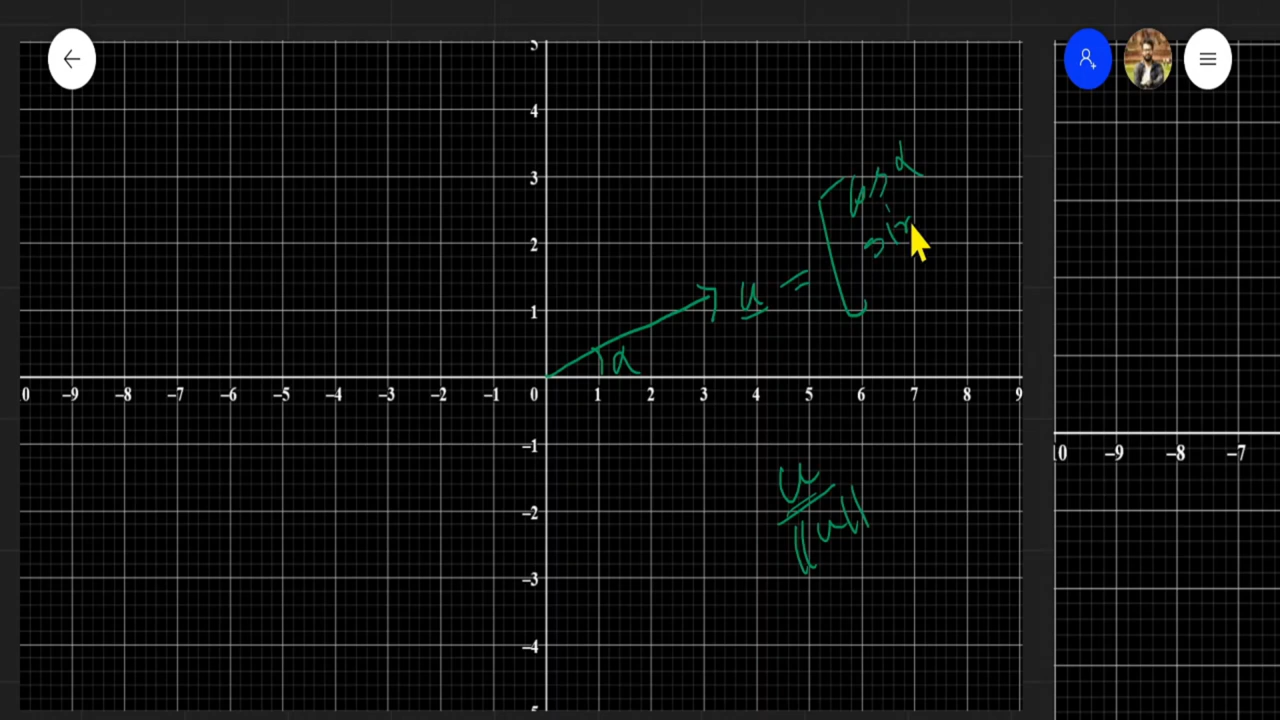 5
4
3
2
1
0 −9 −8 −7 −6 −5 −4 −3 −2 −1 0 1 2 3 4 5 6 7 8 9
−1
−2
−3
−4
5
α
u = [cos α
sin
u
||u||
10 −9 −8 −7